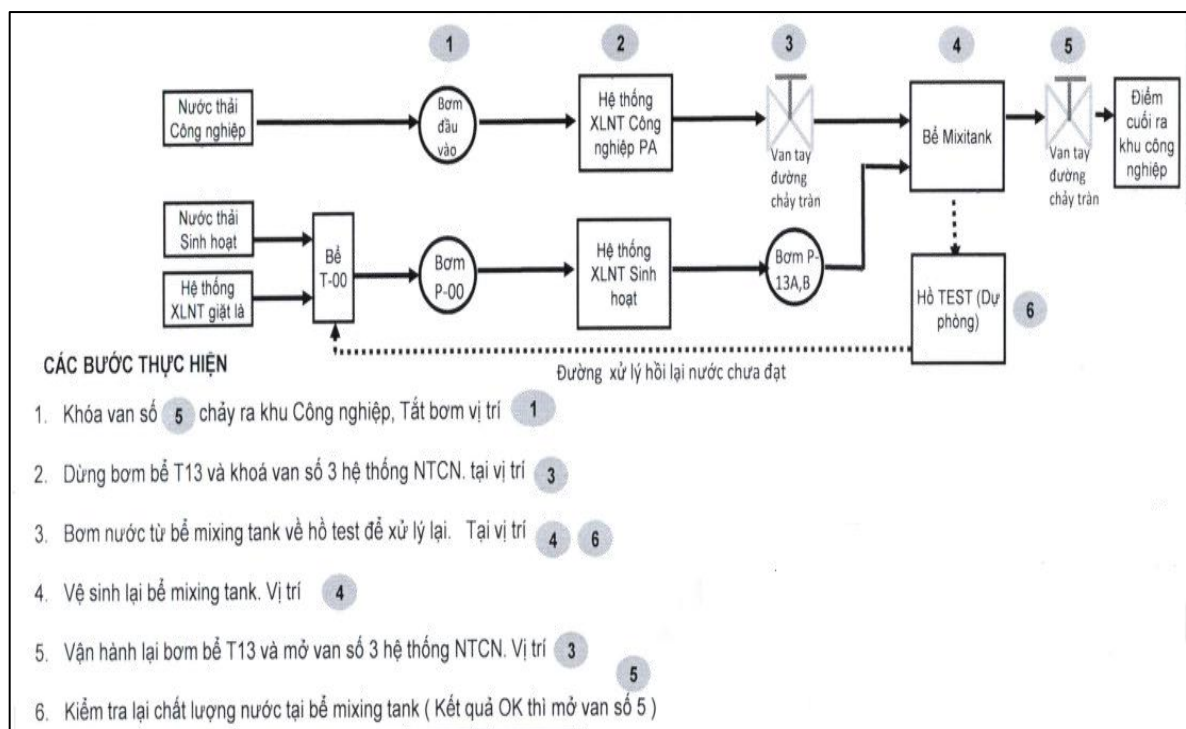 1
2
3
4
5
Nước thải
Công nghiệp
Bơm
đầu
vào
Hệ thống
XLNT Công
nghiệp PA
Van tay
đường
chảy tràn
Bể Mixitank
Van tay
đường
chảy tràn
Điểm
cuối ra
khu công
nghiệp
Nước thải
Sinh hoạt
Hệ thống
XLNT giặt là
Bể
T-00
Bơm
P-00
Hệ thống
XLNT Sinh
hoạt
Bơm P-
13A,B
Hồ TEST (Dự
phòng)
6
Đường xử lý hồi lại nước chưa đạt
CÁC BƯỚC THỰC HIỆN
1. Khóa van số 5 chảy ra khu Công nghiệp, Tắt bơm vị trí 1
2. Dừng bơm bể T13 và khoá van số 3 hệ thống NTCN. tại vị trí 3
3. Bơm nước từ bể mixing tank về hồ test để xử lý lại. Tại vị trí 4 6
4. Vệ sinh lại bể mixing tank. Vị trí 4
5. Vận hành lại bơm bể T13 và mở van số 3 hệ thống NTCN. Vị trí 3
5
6. Kiểm tra lại chất lượng nước tại bể mixing tank ( Kết quả OK thì mở van số 5 )